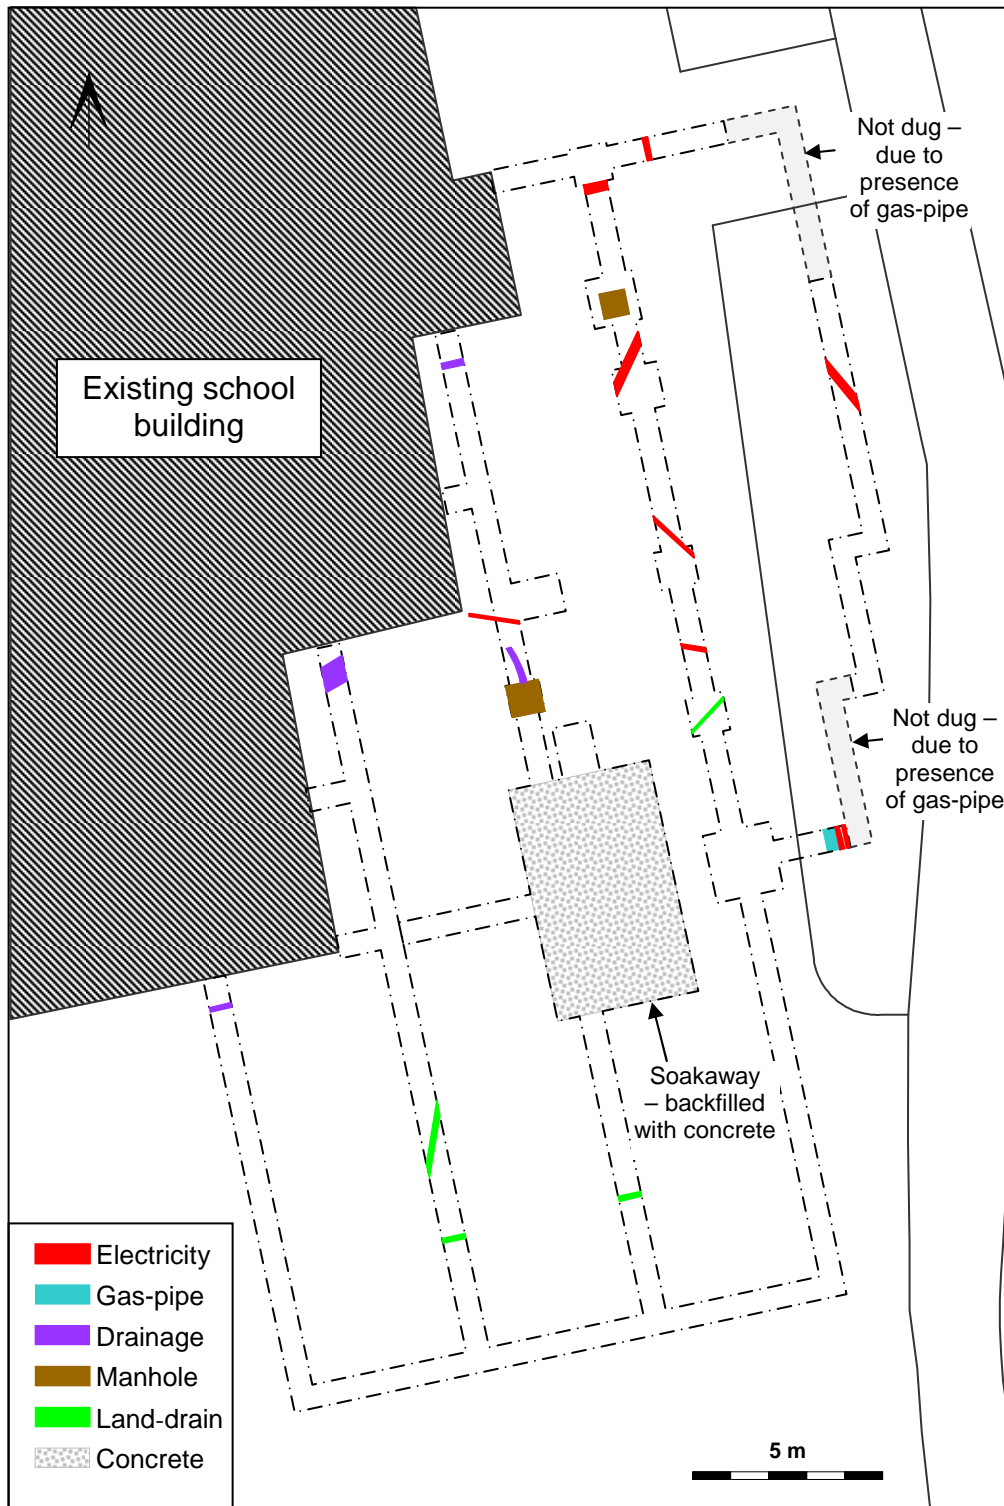 Not dug –
due to
presence
of gas-pipe
Existing school
building
Not dug –
due to
presence
of gas-pipe
Soakaway
– backfilled
with concrete
Electricity
Gas-pipe
Drainage
Manhole
Land-drain
Concrete
5 m